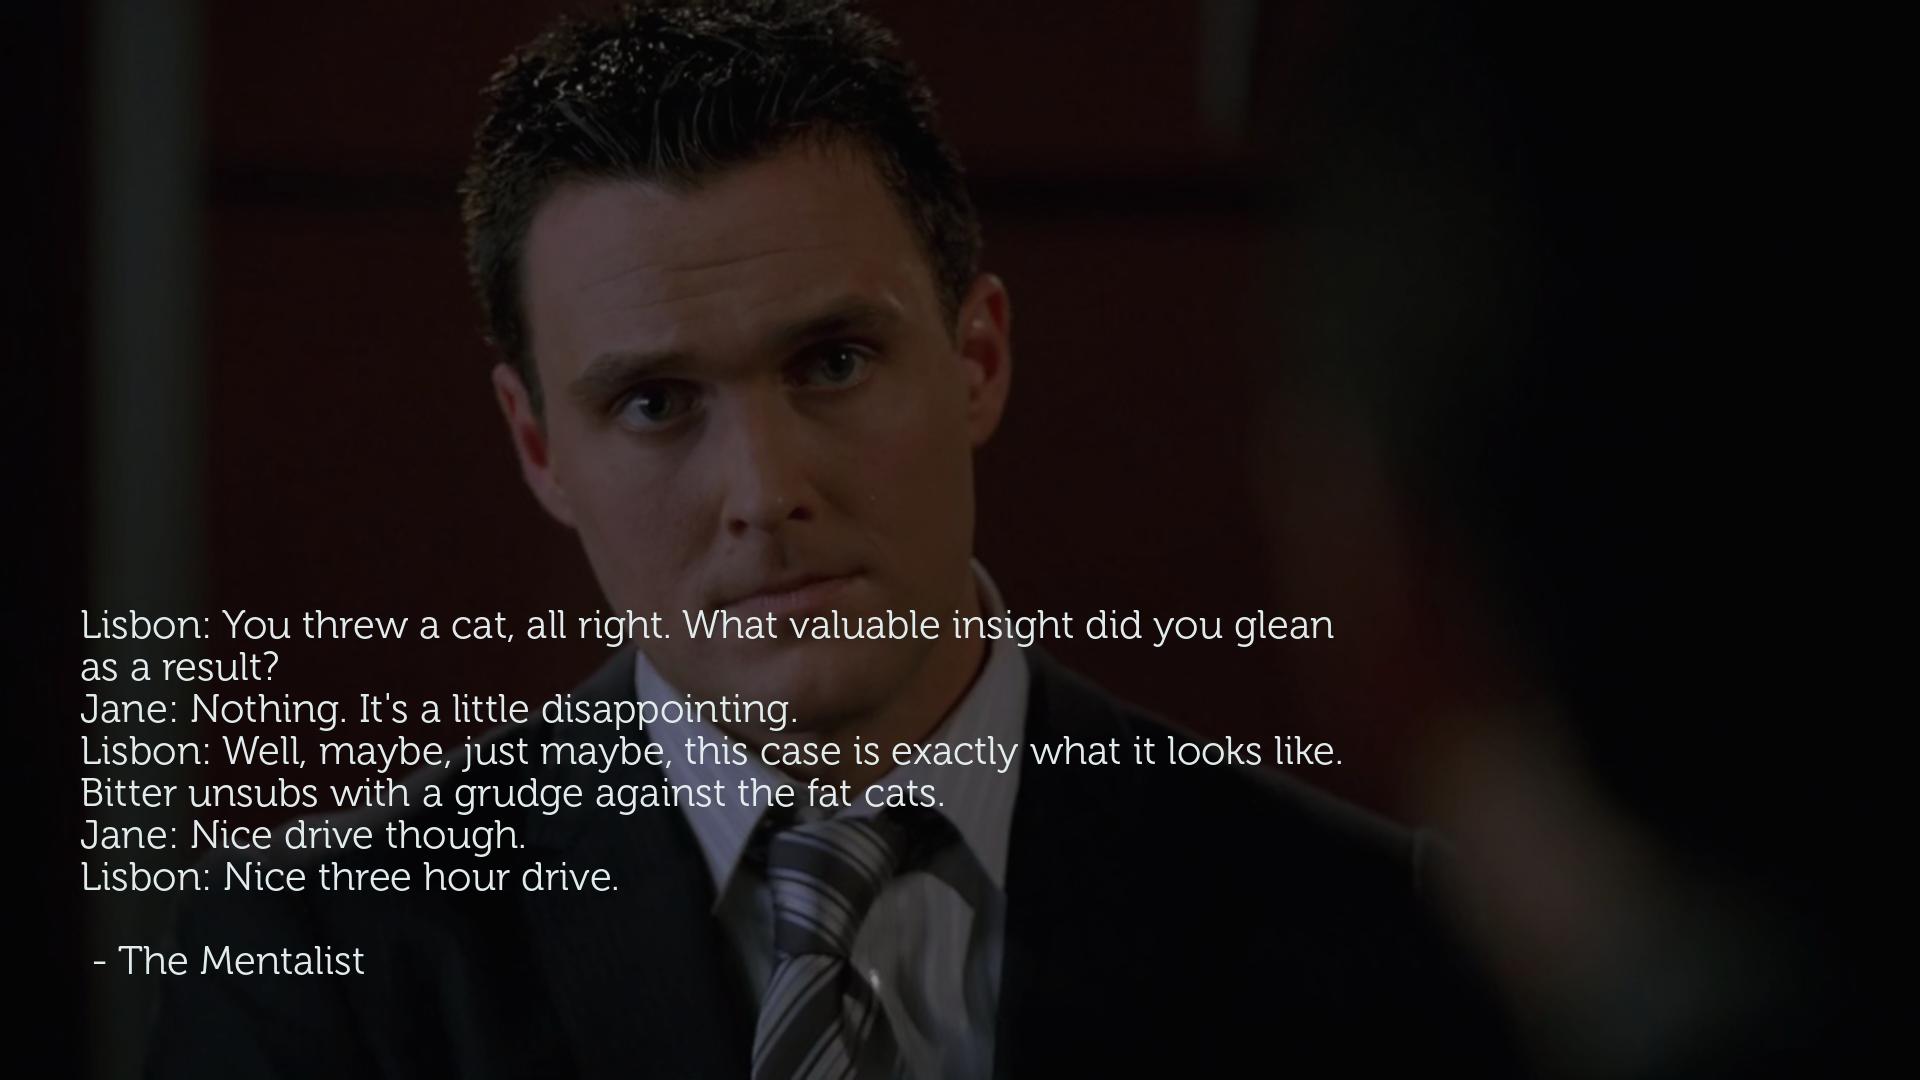 Lisbon: You threw a cat, all right. What valuable insight did you glean
as a result?
Jane: Nothing. It's a little disappointing.
Lisbon: Well, maybe, just maybe, this case is exactly what it looks like.
Bitter unsubs with a grudge against the fat cats.
Jane: Nice drive though.
Lisbon: Nice three hour drive.
- The Mentalist